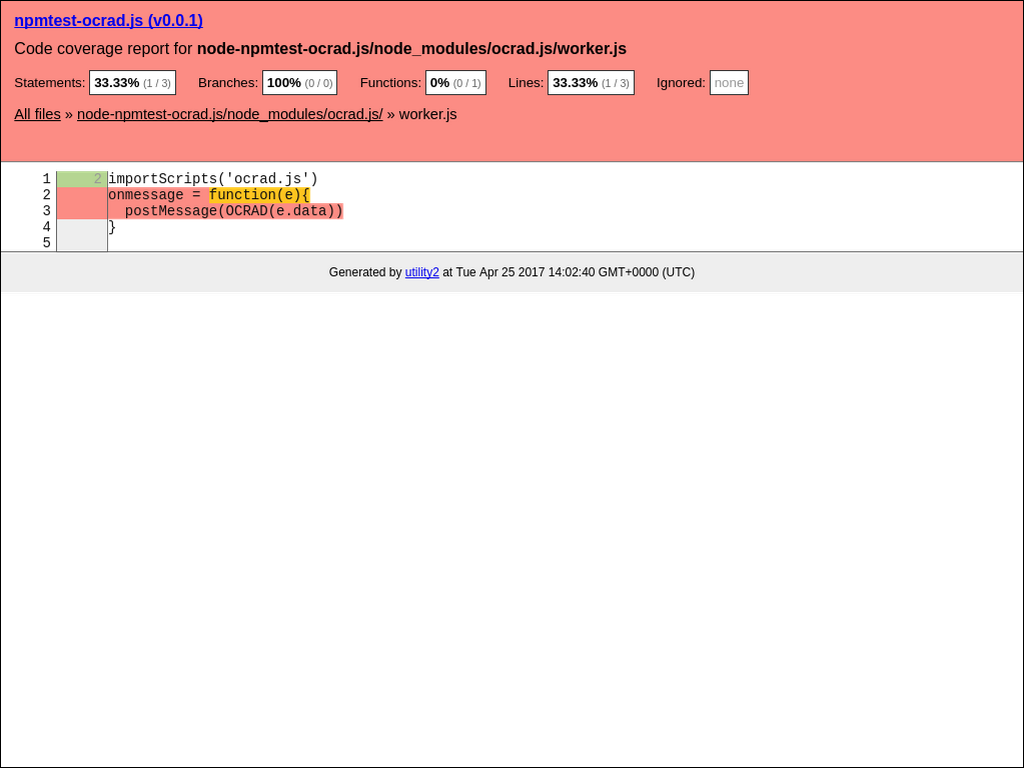 npmtest-ocrad.js (v0.0.1)
Code coverage report for node-npmtest-ocrad.js/node_modules/ocrad.js/worker.js
Statements: 33.33% (1 / 3) Branches: 100% (0 / 0) Functions: 0% (0 / 1) Lines: 33.33% (1 / 3) Ignored: none
All files » node-npmtest-ocrad.js/node_modules/ocrad.js/ » worker.js
1 2 importScripts('ocrad.js')
2 onmessage = function(e){
3 postMessage(OCRAD(e.data))
4 }
5
Generated by utility2 at Tue Apr 25 2017 14:02:40 GMT+0000 (UTC)